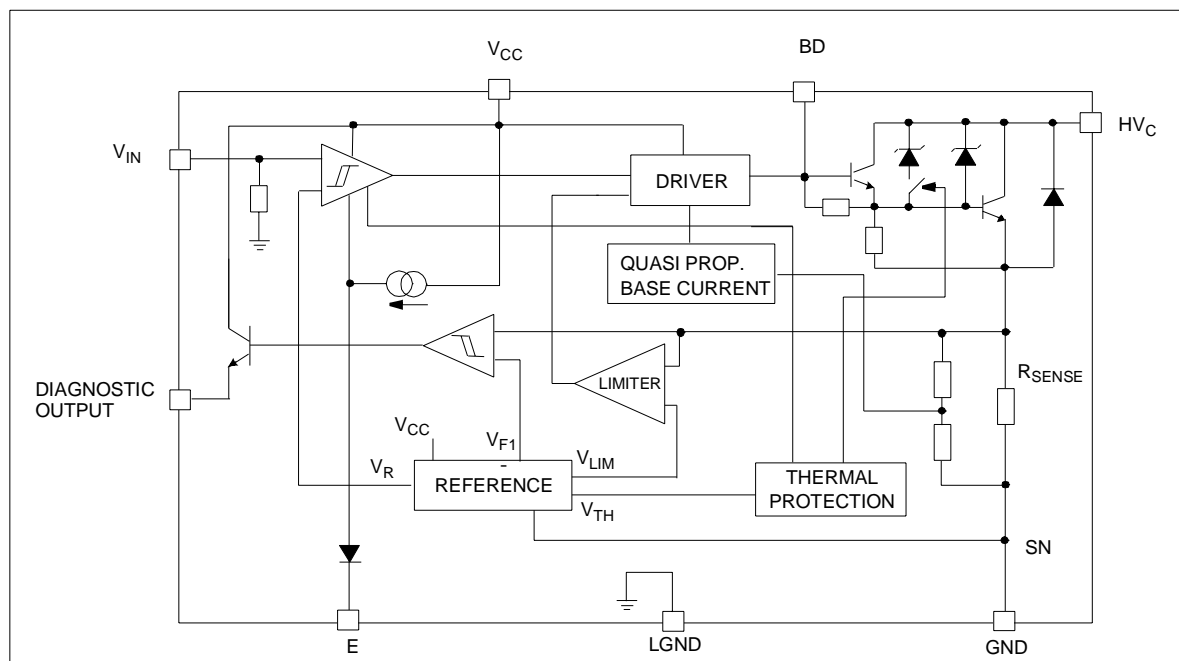 VCC
BD
HVC
VIN
DRIVER
QUASI PROP.
BASE CURRENT
DIAGNOSTIC
OUTPUT
LIMITER
RSENSE
VCC
VF1
VR
VLIM
-
REFERENCE
VTH
THERMAL
PROTECTION
SN
E
LGND
GND